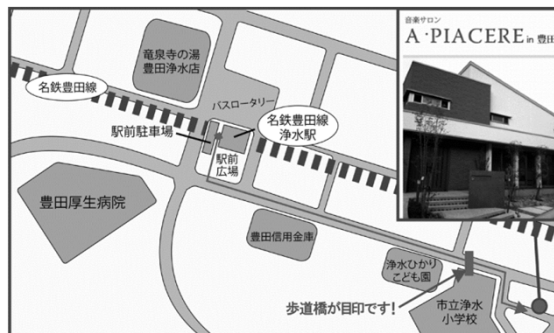 音楽サロン
A・PIACERE in 豊田
竜泉寺の湯
豊田浄水店
名鉄豊田線
バスロータリー
名鉄豊田線
浄水駅
駅前駐車場
駅前
広場
豊田厚生病院
豊田信用金庫
浄水ひかり
こども園
歩道橋が目印です!
市立浄水
小学校